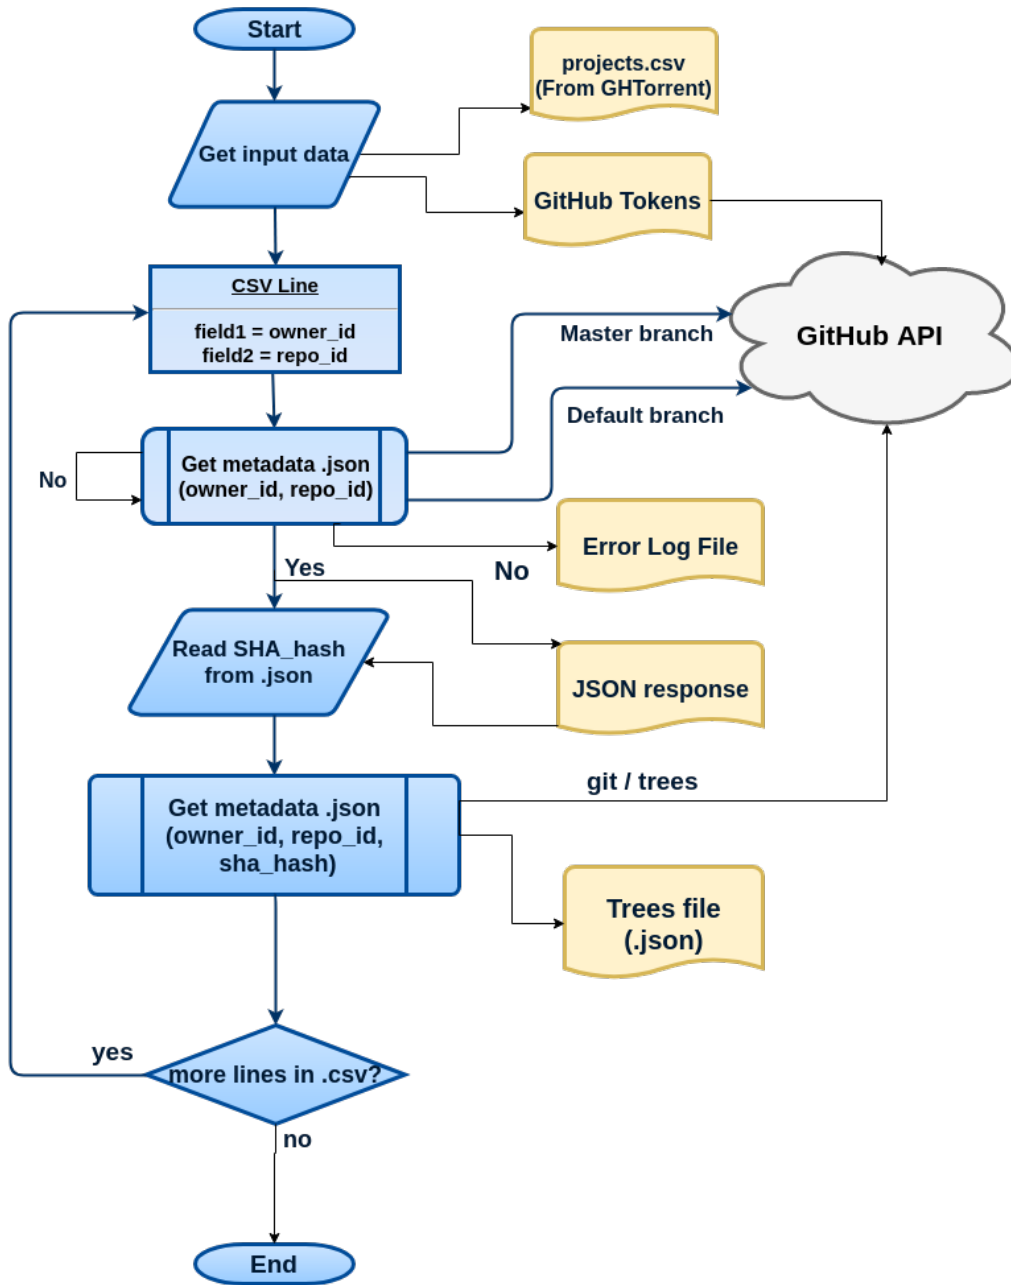 Start
projects.csv
(From GHTorrent)
Get input data
GitHub Tokens
CSV Line
field1 = owner_id
field2 = repo_id
GitHub API
Master branch
Default branch
Get metadata .json
(owner_id, repo_id)
No
Error Log File
Yes
No
Read SHA_hash
from .json
JSON response
git / trees
Get metadata .json
(owner_id, repo_id,
sha_hash)
Trees file
(.json)
yes
more lines in .csv?
no
End